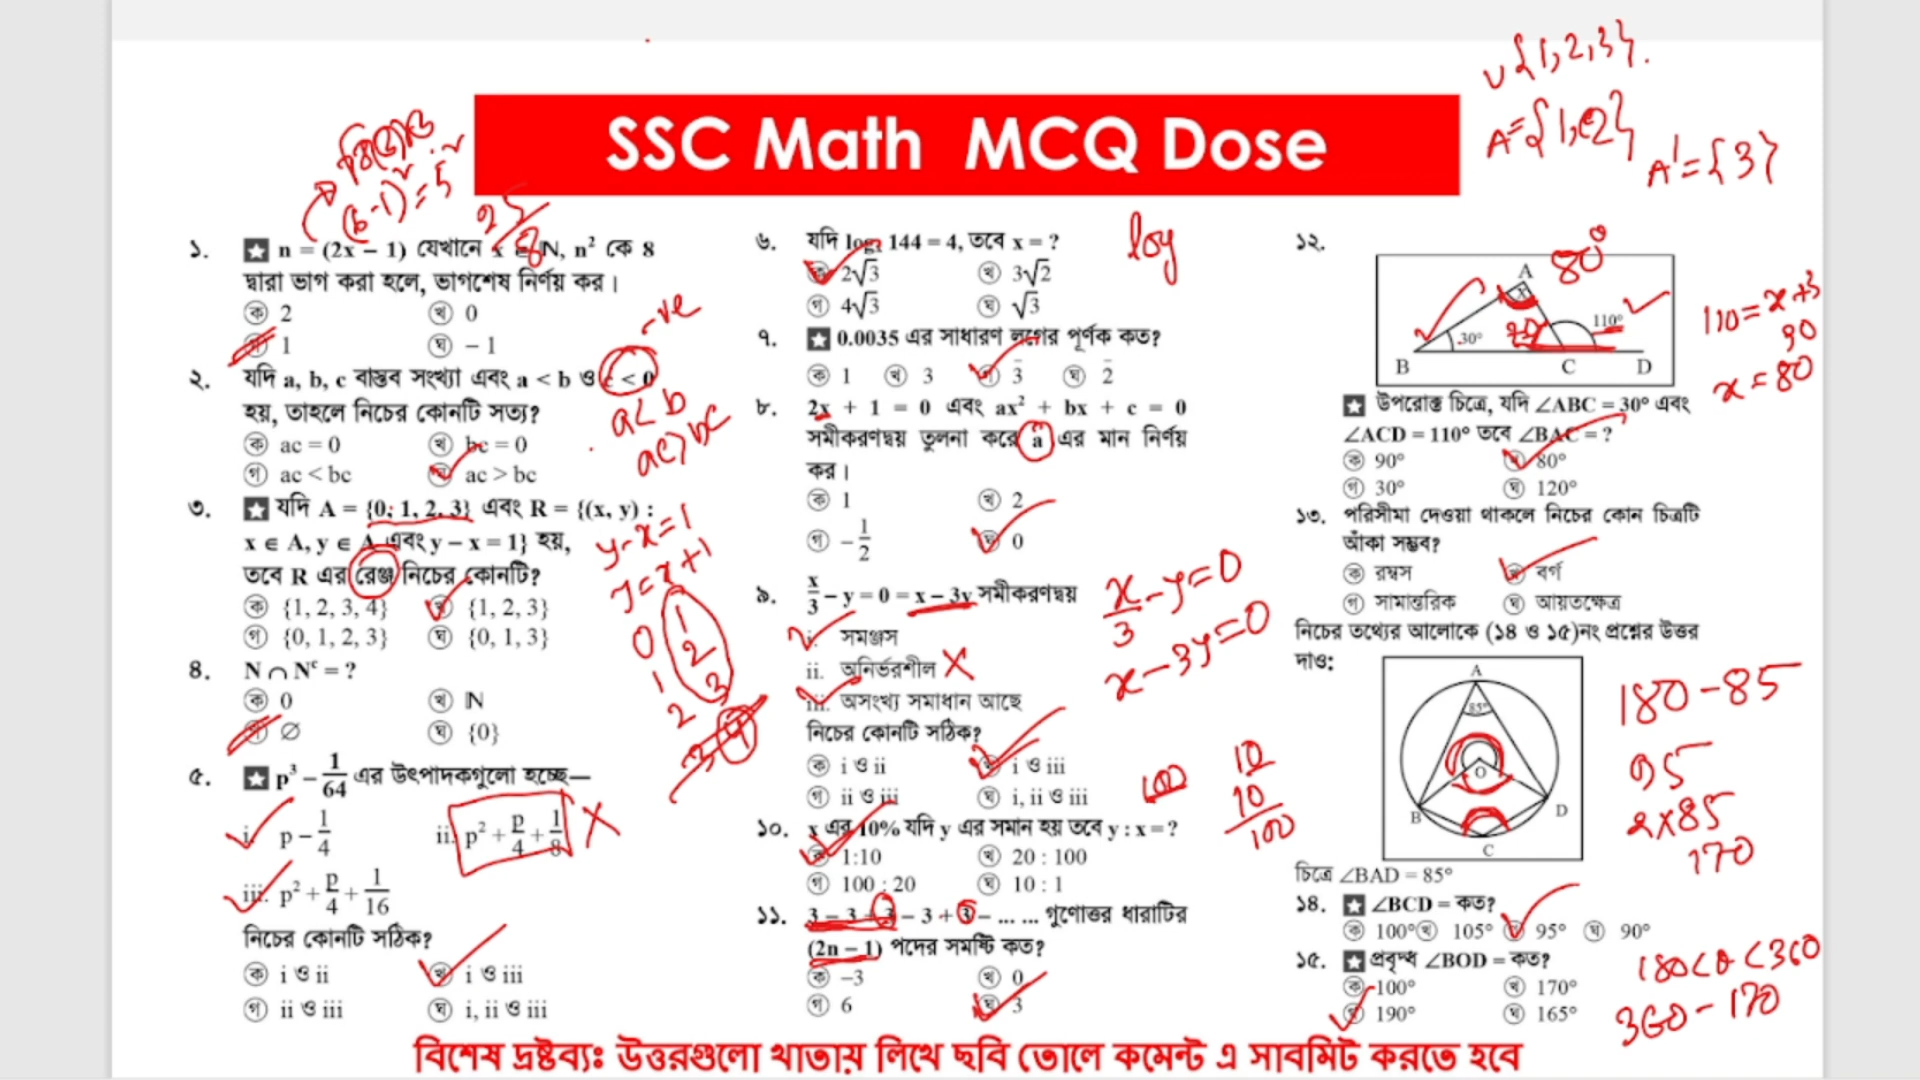 SSC Math MCQ Dose
U{1,2,3}.
A={1,2}
A'={3}
(6-1)²=5
25/8
১. ★ n = (2x – 1) যেখানে x ∈ N, n² কে 8
দ্বারা ভাগ করা হলে, ভাগশেষ নির্ণয় কর।
ক 2 খ 0
গ 1 ঘ – 1
২. যদি a, b, c বাস্তব সংখ্যা এবং a < b ও c < 0
হয়, তাহলে নিচের কোনটি সত্য?
ক ac = 0 খ bc = 0
গ ac < bc ঘ ac > bc
-ve
a<b
ac>bc
৩. ★ যদি A = {0, 1, 2, 3} এবং R = {(x, y) :
x ∈ A, y ∈ A এবং y – x = 1} হয়,
তবে R এর রেঞ্জ নিচের কোনটি?
ক {1, 2, 3, 4} খ {1, 2, 3}
গ {0, 1, 2, 3} ঘ {0, 1, 3}
y-x=1
y=x+1
0 1
1 2
2 3
3 4
৪. N ∩ Nᶜ = ?
ক 0 খ N
গ ∅ ঘ {0}
৫. ★ p³ – 1/64 এর উৎপাদকগুলো হচ্ছে—
i. p – 1/4 ii. p² + p/4 + 1/8
iii. p² + p/4 + 1/16
নিচের কোনটি সঠিক?
ক i ও ii খ i ও iii
গ ii ও iii ঘ i, ii ও iii
৬. যদি logₓ 144 = 4, তবে x = ?
ক 2√3 খ 3√2
গ 4√3 ঘ √3
log
৭. ★ 0.0035 এর সাধারণ লগের পূর্ণক কত?
ক 1 খ 3 গ 3̅ ঘ 2̅
৮. 2x + 1 = 0 এবং ax² + bx + c = 0
সমীকরণদ্বয় তুলনা করে a এর মান নির্ণয়
কর।
ক 1 খ 2
গ – 1/2 ঘ 0
৯. x/3 – y = 0 = x – 3y সমীকরণদ্বয়
i. সমঞ্জস
ii. অনির্ভরশীল
iii. অসংখ্য সমাধান আছে
নিচের কোনটি সঠিক?
ক i ও ii খ i ও iii
গ ii ও iii ঘ i, ii ও iii
x/3-y=0
x-3y=0
১০. x এর 10% যদি y এর সমান হয় তবে y : x = ?
ক 1:10 খ 20 : 100
গ 100 : 20 ঘ 10 : 1
100
10
10
100
১১. 3 – 3 + 3 – 3 + 3 – ... ... গুণোত্তর ধারাটির
(2n – 1) পদের সমষ্টি কত?
ক –3 খ 0
গ 6 ঘ 3
১২.
A
x
80°
30°
70
110°
B C D
110=x+30
x=80
★ উপরোক্ত চিত্রে, যদি ∠ABC = 30° এবং
∠ACD = 110° তবে ∠BAC = ?
ক 90° খ 80°
গ 30° ঘ 120°
১৩. পরিসীমা দেওয়া থাকলে নিচের কোন চিত্রটি
আঁকা সম্ভব?
ক রম্বস খ বর্গ
গ সামান্তরিক ঘ আয়তক্ষেত্র
নিচের তথ্যের আলোকে (১৪ ও ১৫)নং প্রশ্নের উত্তর
দাও:
A
85°
O
B D
C
180-85
95
2x85
170
চিত্রে ∠BAD = 85°
১৪. ★ ∠BCD = কত?
ক 100° খ 105° গ 95° ঘ 90°
১৫. ★ প্রবৃদ্ধ ∠BOD = কত?
ক 100° খ 170°
গ 190° ঘ 165°
180<θ<360
360-170
বিশেষ দ্রষ্টব্যঃ উত্তরগুলো খাতায় লিখে ছবি তোলে কমেন্ট এ সাবমিট করতে হবে